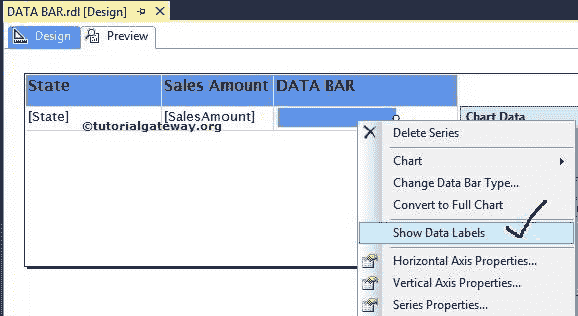 DATA BAR.rdl [Design]
Design Preview
State Sales Amount DATA BAR
[State] [SalesAmount]
©tutorialgateway.org
Chart Data
Delete Series
Chart
Change Data Bar Type...
Convert to Full Chart
Show Data Labels
Horizontal Axis Properties...
Vertical Axis Properties...
Series Properties...